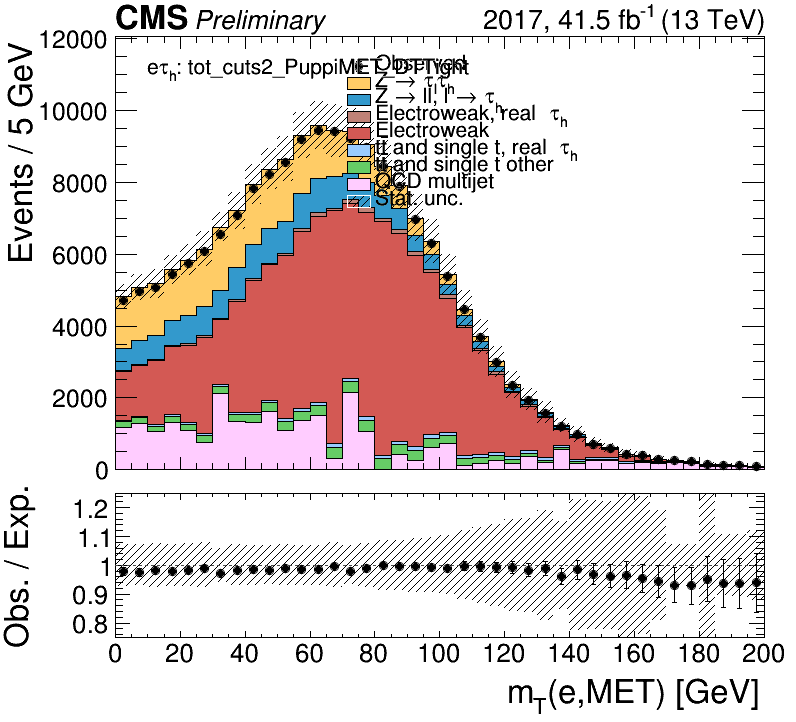 CMS Preliminary 2017, 41.5 fb⁻¹ (13 TeV)
Events / 5 GeV
12000
10000
8000
6000
4000
2000
0
eτh: tot_cuts2_PuppiMET_DTTight
Observed
Z → τlτh
Z → ll, l → τh
Electroweak, real τh
Electroweak
tt and single t, real τh
tt and single t other
QCD multijet
Stat. unc.
Obs. / Exp.
1.2
1.1
1
0.9
0.8
0 20 40 60 80 100 120 140 160 180 200
mT(e,MET) [GeV]